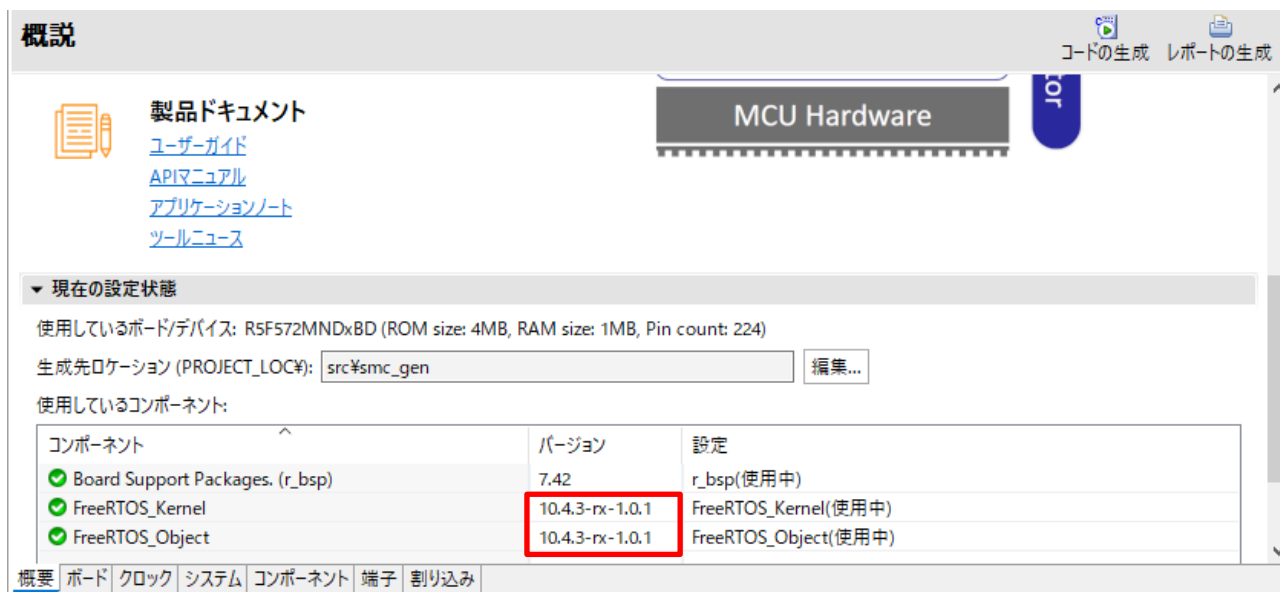 概説
コードの生成 レポートの生成
製品ドキュメント
ユーザーガイド
APIマニュアル
アプリケーションノート
ツールニュース
MCU Hardware
tor
現在の設定状態
使用しているボード/デバイス: R5F572MNDxBD (ROM size: 4MB, RAM size: 1MB, Pin count: 224)
生成先ロケーション (PROJECT_LOC¥): src¥smc_gen 編集...
使用しているコンポーネント:
コンポーネント バージョン 設定
Board Support Packages. (r_bsp) 7.42 r_bsp(使用中)
FreeRTOS_Kernel 10.4.3-rx-1.0.1 FreeRTOS_Kernel(使用中)
FreeRTOS_Object 10.4.3-rx-1.0.1 FreeRTOS_Object(使用中)
概要 ボード クロック システム コンポーネント 端子 割り込み